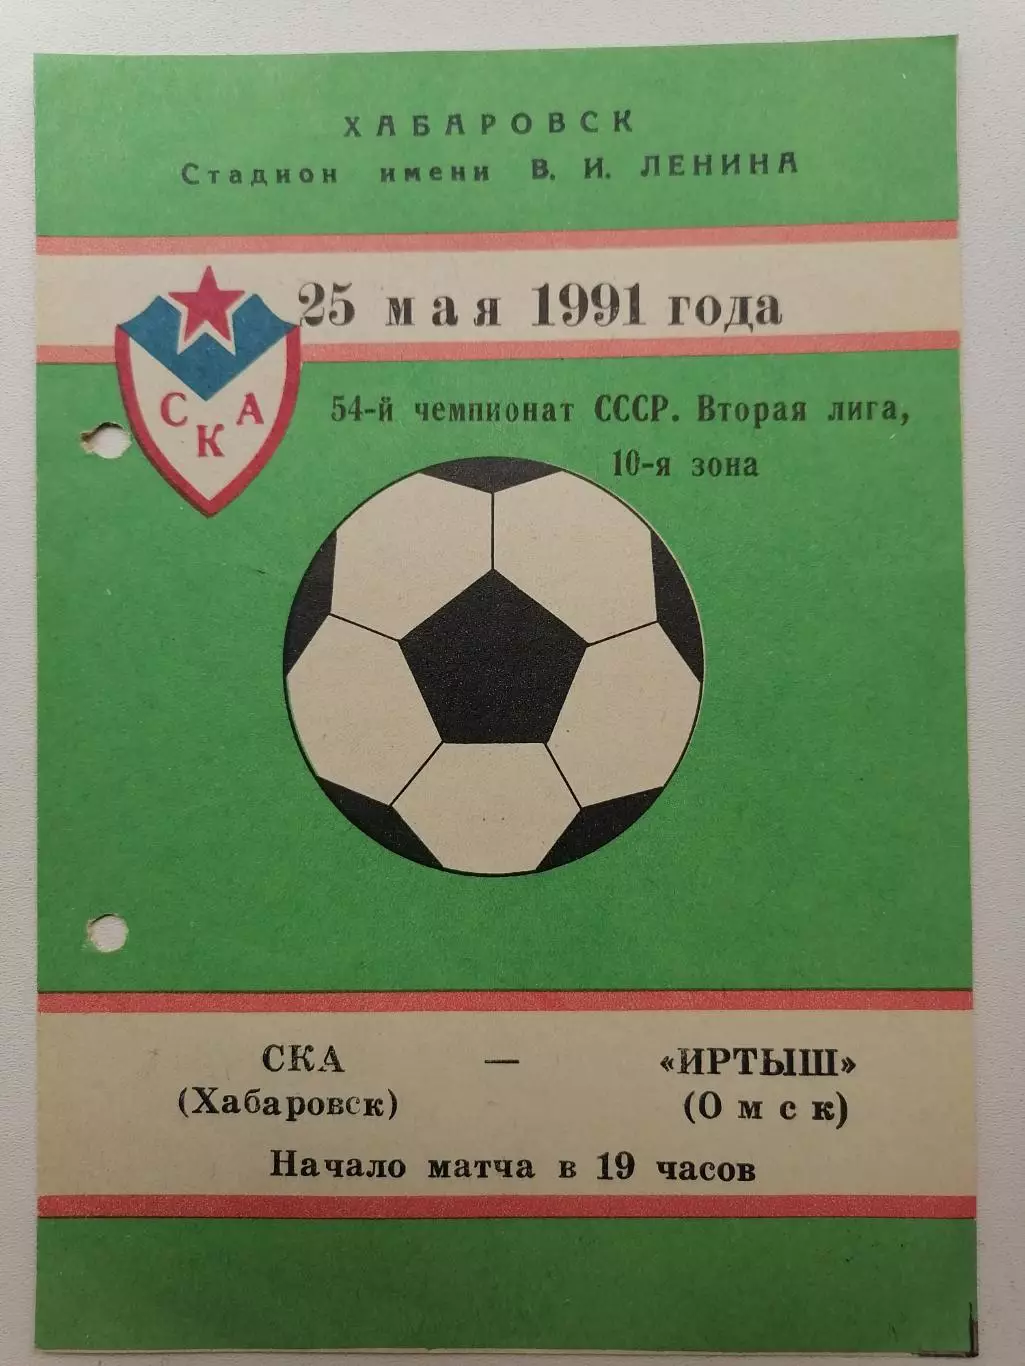 ХАБАРОВСК
Стадион имени В. И. ЛЕНИНА
25 мая 1991 года
СКА
54-й чемпионат СССР. Вторая лига,
10-я зона
СКА — «ИРТЫШ»
(Хабаровск) (Омск)
Начало матча в 19 часов